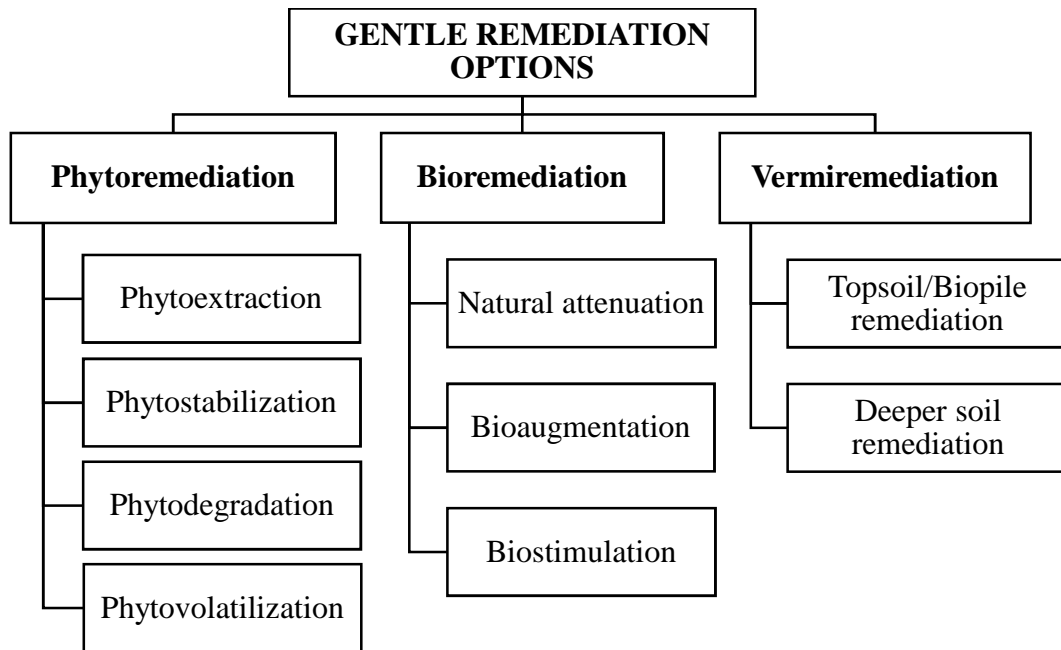 GENTLE REMEDIATION
OPTIONS
Phytoremediation
Phytoextraction
Phytostabilization
Phytodegradation
Phytovolatilization
Bioremediation
Natural attenuation
Bioaugmentation
Biostimulation
Vermiremediation
Topsoil/Biopile
remediation
Deeper soil
remediation